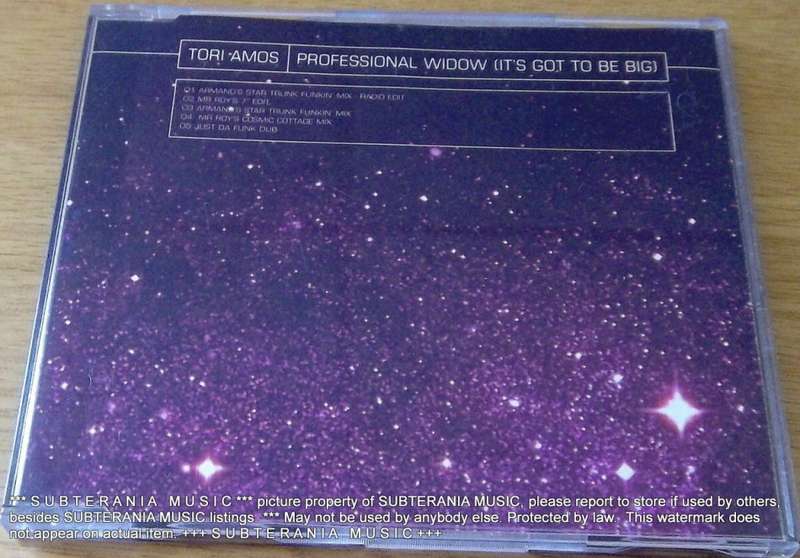 TORI AMOS PROFESSIONAL WIDOW (IT'S GOT TO BE BIG)
01 ARMAND'S STAR TRUNK FUNKIN' MIX - RADIO EDIT
02 MR ROY'S 7" EDIT
03 ARMAND'S STAR TRUNK FUNKIN' MIX
04 MR ROY'S COSMIC COTTAGE MIX
05 JUST DA FUNK DUB
*** S U B T E R A N I A M U S I C *** picture property of SUBTERANIA MUSIC, please report to store if used by others,
besides SUBTERANIA MUSIC listings. *** May not be used by anybody else. Protected by law. This watermark does
not appear on actual item. +++ S U B T E R A N I A M U S I C +++